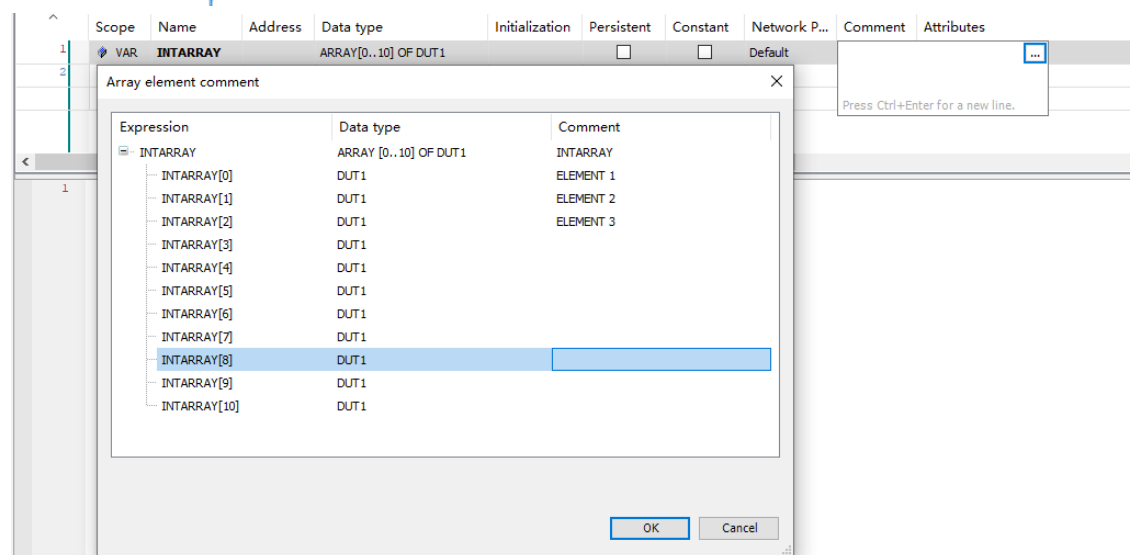 Scope Name Address Data type Initialization Persistent Constant Network P... Comment Attributes
1 VAR INTARRAY ARRAY[0..10] OF DUT1 Default ...
2
Press Ctrl+Enter for a new line.
Array element comment
Expression Data type Comment
INTARRAY ARRAY [0..10] OF DUT1 INTARRAY
INTARRAY[0] DUT1 ELEMENT 1
INTARRAY[1] DUT1 ELEMENT 2
INTARRAY[2] DUT1 ELEMENT 3
INTARRAY[3] DUT1
INTARRAY[4] DUT1
INTARRAY[5] DUT1
INTARRAY[6] DUT1
INTARRAY[7] DUT1
INTARRAY[8] DUT1
INTARRAY[9] DUT1
INTARRAY[10] DUT1
OK Cancel
1